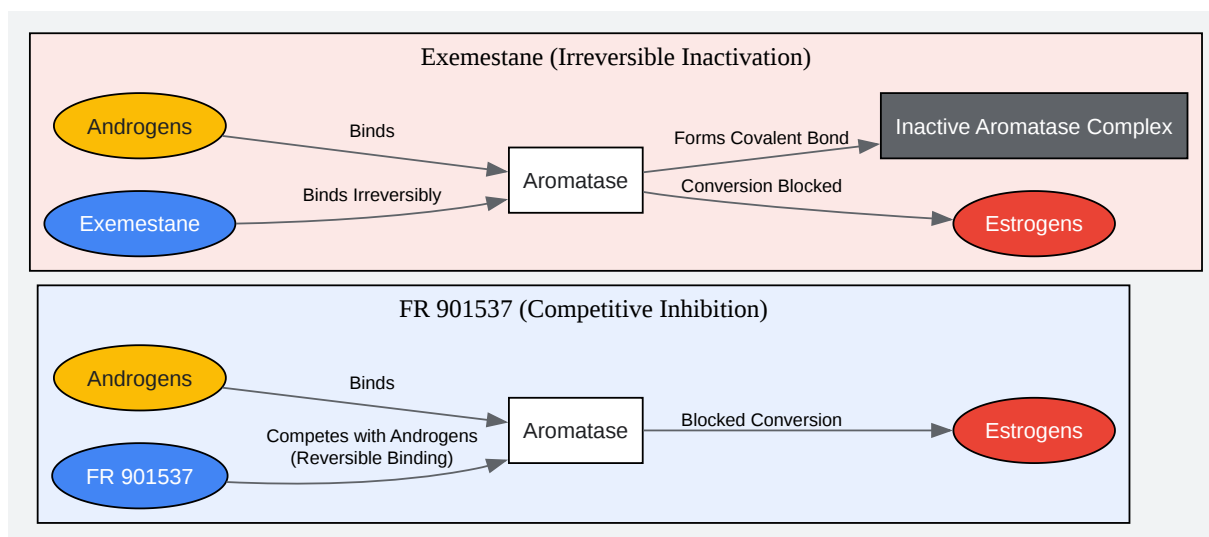 Exemestane (Irreversible Inactivation)
Androgens
Binds
Exemestane
Binds Irreversibly
Aromatase
Forms Covalent Bond
Inactive Aromatase Complex
Conversion Blocked
Estrogens
FR 901537 (Competitive Inhibition)
Androgens
Binds
FR 901537
Competes with Androgens
(Reversible Binding)
Aromatase
Blocked Conversion
Estrogens